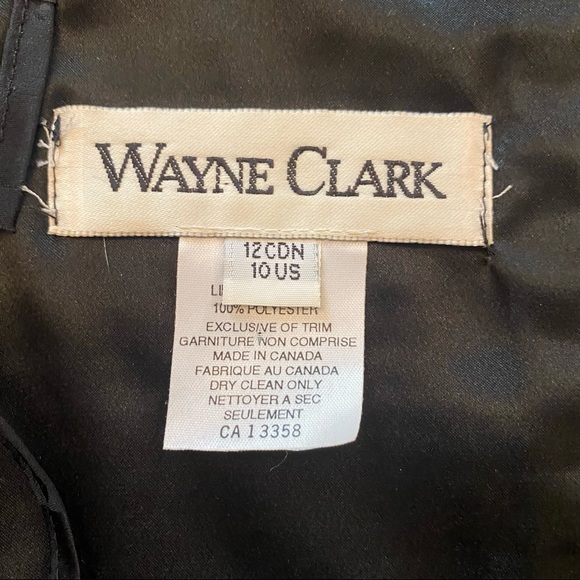 WAYNE CLARK
12 CDN
10 US
100% POLYESTER
EXCLUSIVE OF TRIM
GARNITURE NON COMPRISE
MADE IN CANADA
FABRIQUE AU CANADA
DRY CLEAN ONLY
NETTOYER A SEC
SEULEMENT
CA 13358